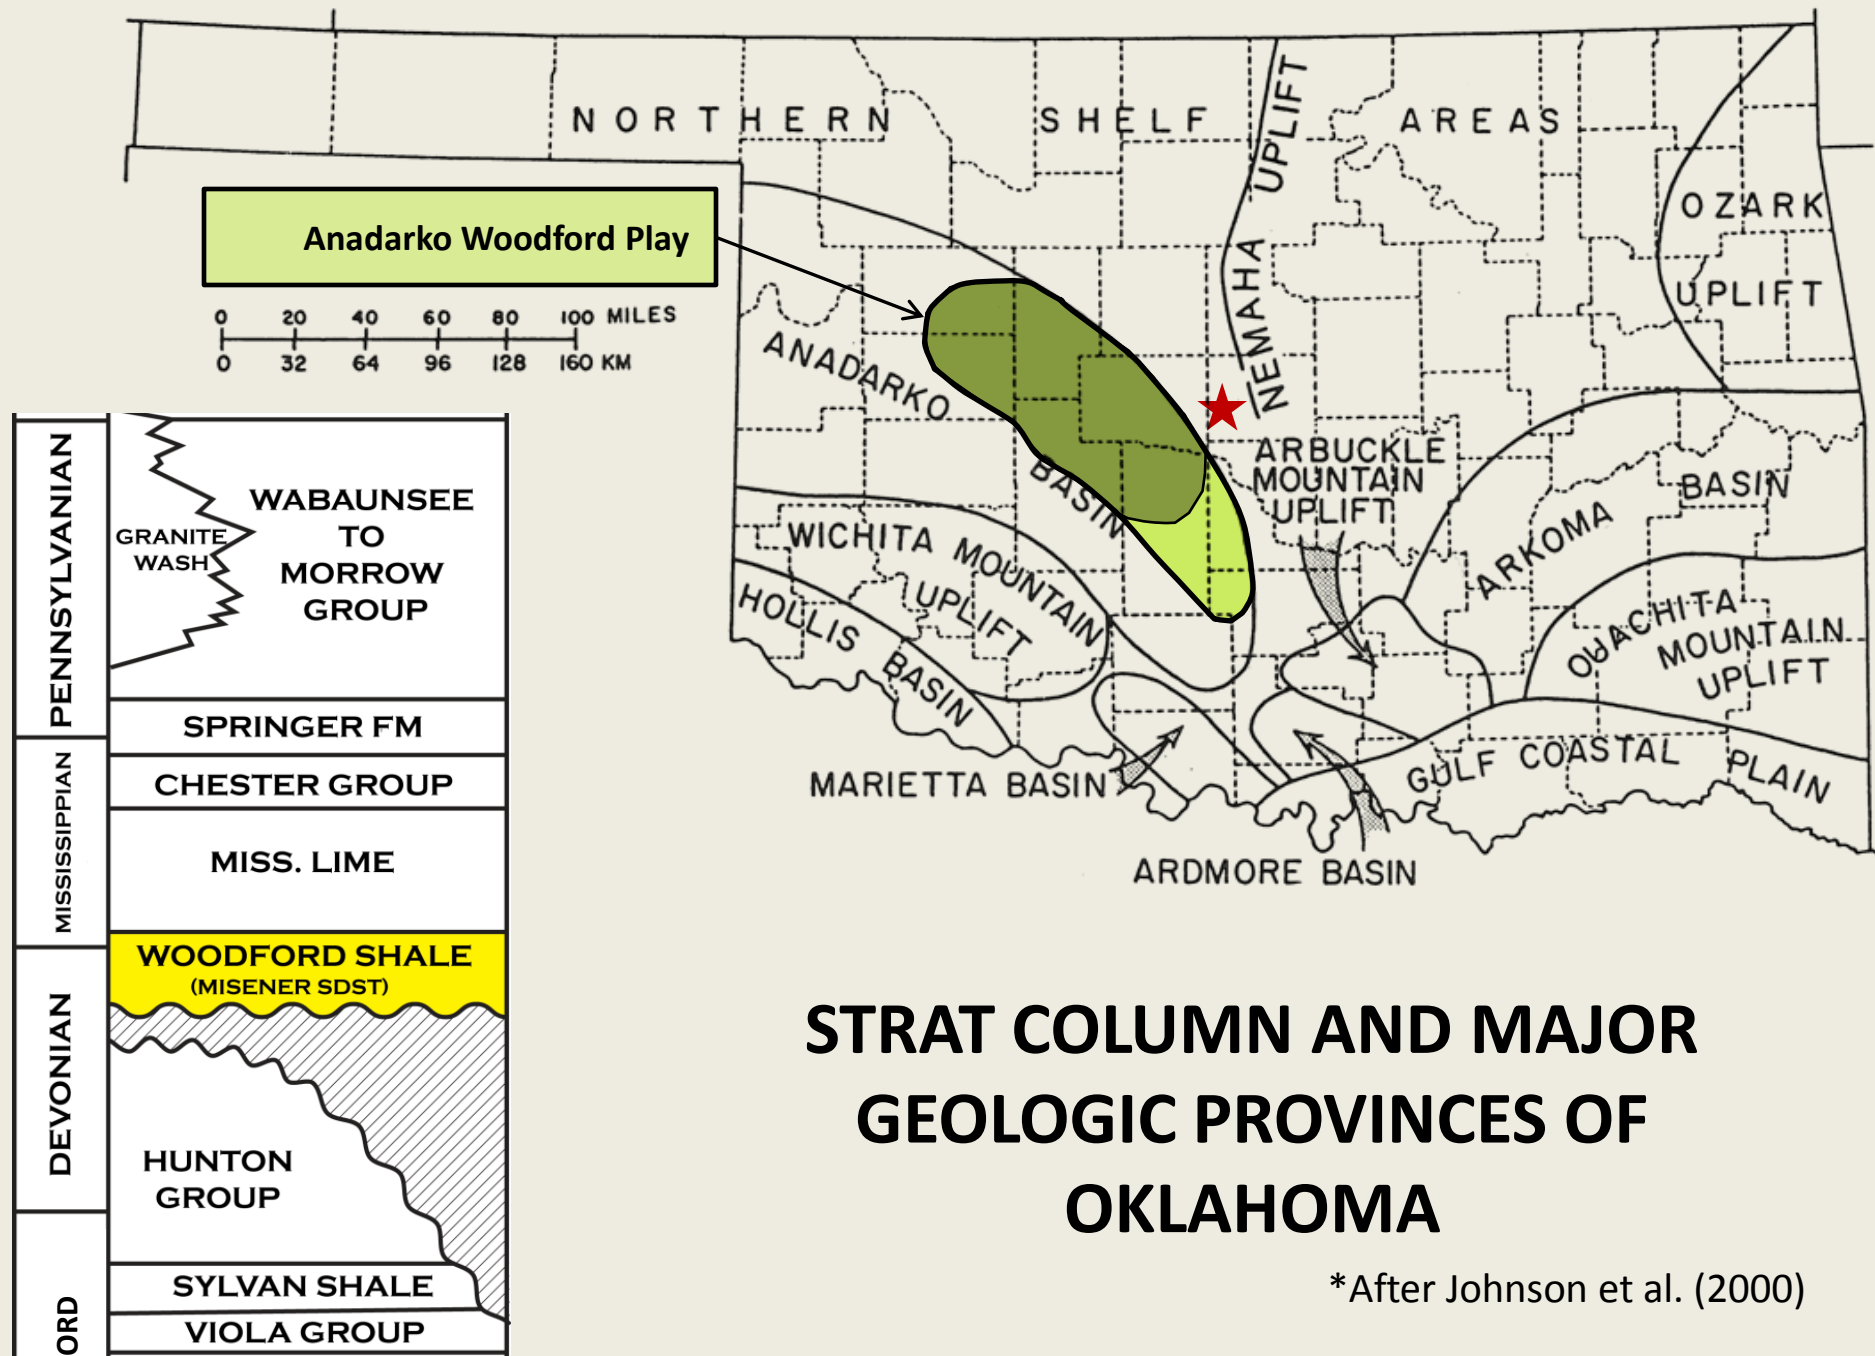 NORTHERN SHELF AREAS
NEMAHA UPLIFT
OZARK
UPLIFT
Anadarko Woodford Play
0 20 40 60 80 100 MILES
0 32 64 96 128 160 KM
ANADARKO
BASIN
ARBUCKLE
MOUNTAIN
UPLIFT
ARKOMA BASIN
WICHITA MOUNTAIN
UPLIFT
HOLLIS BASIN
OUACHITA
MOUNTAIN
UPLIFT
MARIETTA BASIN
GULF COASTAL PLAIN
ARDMORE BASIN
PENNSYLVANIAN
GRANITE
WASH
WABAUNSEE
TO
MORROW
GROUP
SPRINGER FM
MISSISSIPPIAN
CHESTER GROUP
MISS. LIME
DEVONIAN
WOODFORD SHALE
(MISENER SDST)
HUNTON
GROUP
ORD
SYLVAN SHALE
VIOLA GROUP
STRAT COLUMN AND MAJOR
GEOLOGIC PROVINCES OF
OKLAHOMA
*After Johnson et al. (2000)